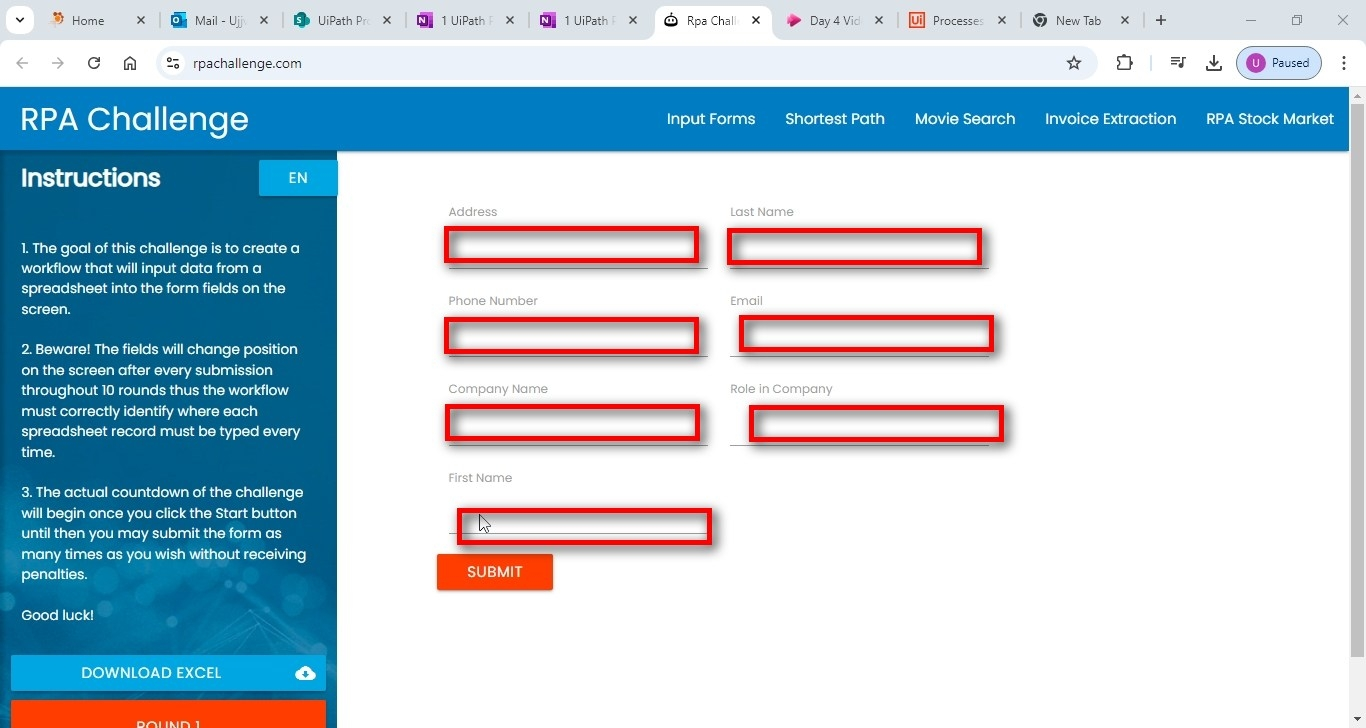 Home
Mail - Ujj
UiPath Pr
1 UiPath F
1 UiPath F
Rpa Chall
Day 4 Vid
Processes
New Tab
rpachallenge.com
U Paused
RPA Challenge
Input Forms
Shortest Path
Movie Search
Invoice Extraction
RPA Stock Market
Instructions
EN
1. The goal of this challenge is to create a
workflow that will input data from a
spreadsheet into the form fields on the
screen.
2. Beware! The fields will change position
on the screen after every submission
throughout 10 rounds thus the workflow
must correctly identify where each
spreadsheet record must be typed every
time.
3. The actual countdown of the challenge
will begin once you click the Start button
until then you may submit the form as
many times as you wish without receiving
penalties.
Good luck!
DOWNLOAD EXCEL
ROUND 1
Address
Last Name
Phone Number
Email
Company Name
Role in Company
First Name
SUBMIT